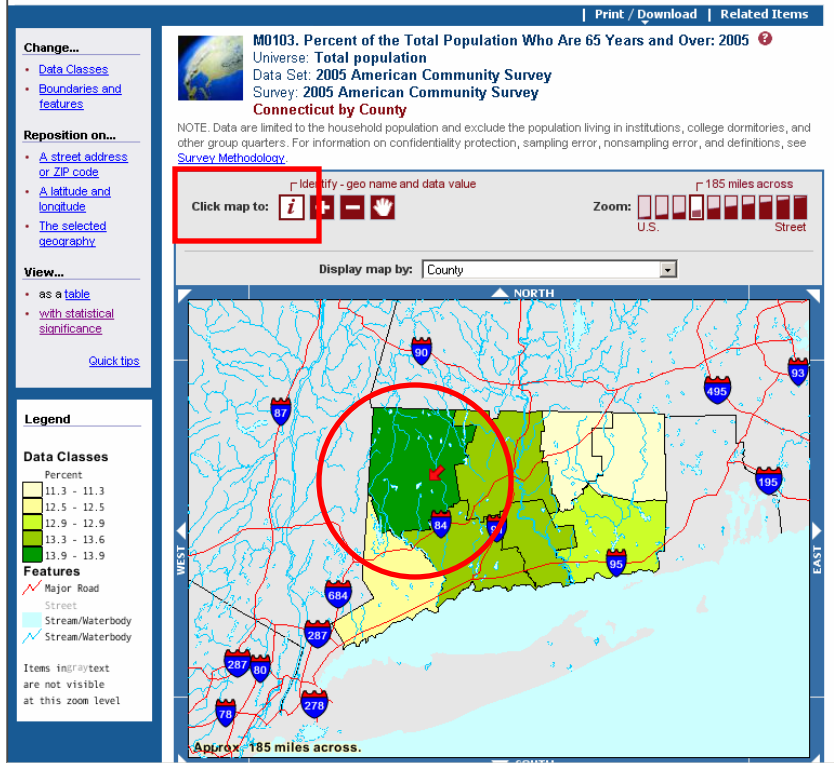 | Print / Download | Related Items
Change...
• Data Classes
• Boundaries and
features
Reposition on...
• A street address
or ZIP code
• A latitude and
longitude
• The selected
geography
View...
• as a table
• with statistical
significance
Quick tips
M0103. Percent of the Total Population Who Are 65 Years and Over: 2005 ?
Universe: Total population
Data Set: 2005 American Community Survey
Survey: 2005 American Community Survey
Connecticut by County
NOTE. Data are limited to the household population and exclude the population living in institutions, college dormitories, and
other group quarters. For information on confidentiality protection, sampling error, nonsampling error, and definitions, see
Survey Methodology.
Identify - geo name and data value
Click map to: i + –
185 miles across
Zoom:
U.S. Street
Display map by: County
NORTH
WEST
EAST
90
93
495
87
195
84
95
684
287
287
80
278
78
Approx. 185 miles across.
SOUTH
Legend
Data Classes
Percent
11.3 - 11.3
12.5 - 12.5
12.9 - 12.9
13.3 - 13.6
13.9 - 13.9
Features
Major Road
Street
Stream/Waterbody
Stream/Waterbody
Items in gray text
are not visible
at this zoom level